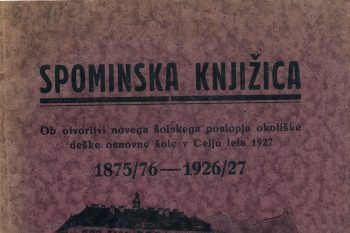 SPOMINSKA KNJIŽICA
Ob otvoritvi novega šolskega poslopja okoliške
deške osnovne šole v Celju leta 1927
1875/76—1926/27